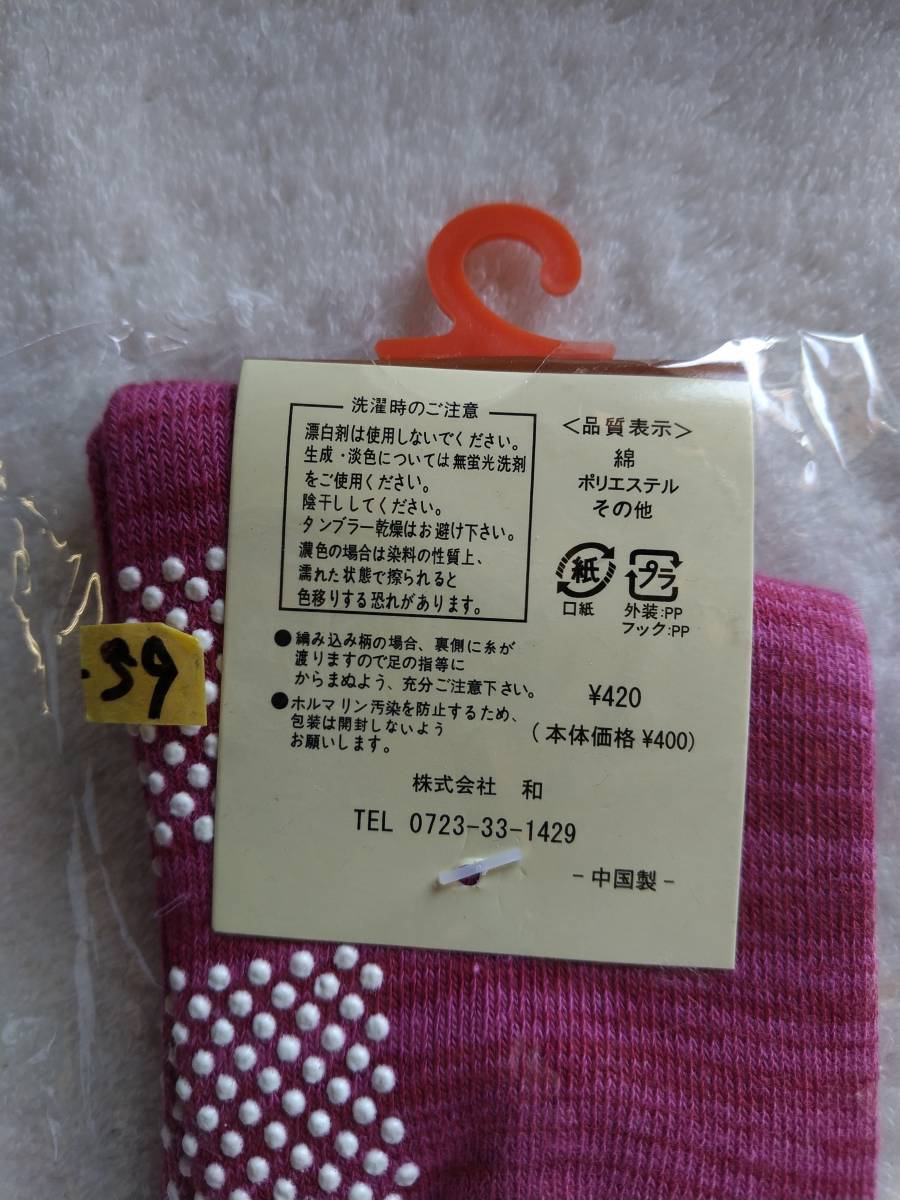 洗濯時のご注意
漂白剤は使用しないでください。
生成・淡色については無蛍光洗剤
をご使用ください。
陰干ししてください。
タンブラー乾燥はお避け下さい。
濃色の場合は染料の性質上、
濡れた状態で擦られると
色移りする恐れがあります。
●編み込み柄の場合、裏側に糸が
渡りますので足の指等に
からまぬよう、充分ご注意下さい。
●ホルマリン汚染を防止するため、
包装は開封しないよう
お願いします。
<品質表示>
綿
ポリエステル
その他
紙
口紙
プラ
外装:PP
フック:PP
¥420
(本体価格 ¥400)
株式会社 和
TEL 0723-33-1429
-中国製-
-59